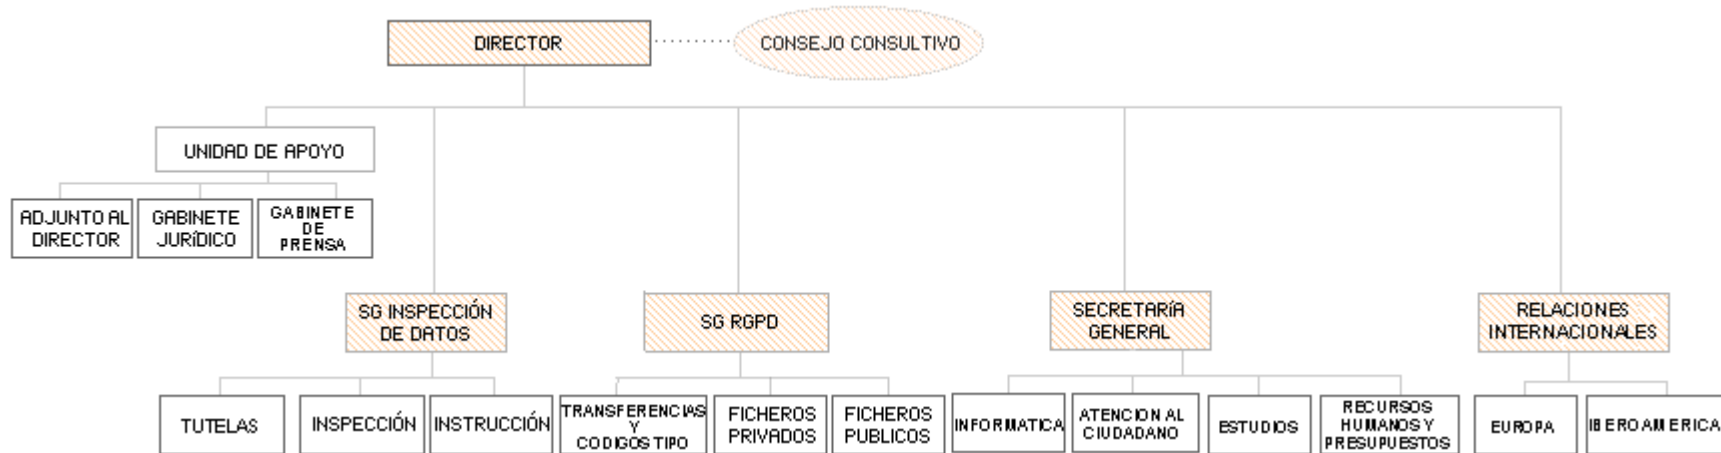 DIRECTOR
CONSEJO CONSULTIVO
UNIDAD DE APOYO
ADJUNTO AL
DIRECTOR
GABINETE
JURÍDICO
GABINETE
DE
PRENSA
SG INSPECCIÓN
DE DATOS
SG RGPD
SECRETARÍA
GENERAL
RELACIONES
INTERNACIONALES
TUTELAS
INSPECCIÓN
INSTRUCCIÓN
TRANSFERENCIAS
Y
CODIGOS TIPO
FICHEROS
PRIVADOS
FICHEROS
PUBLICOS
INFORMATICA
ATENCION AL
CIUDADANO
ESTUDIOS
RECURSOS
HUMANOS Y
PRESUPUESTOS
EUROPA
IBEROAMERICA